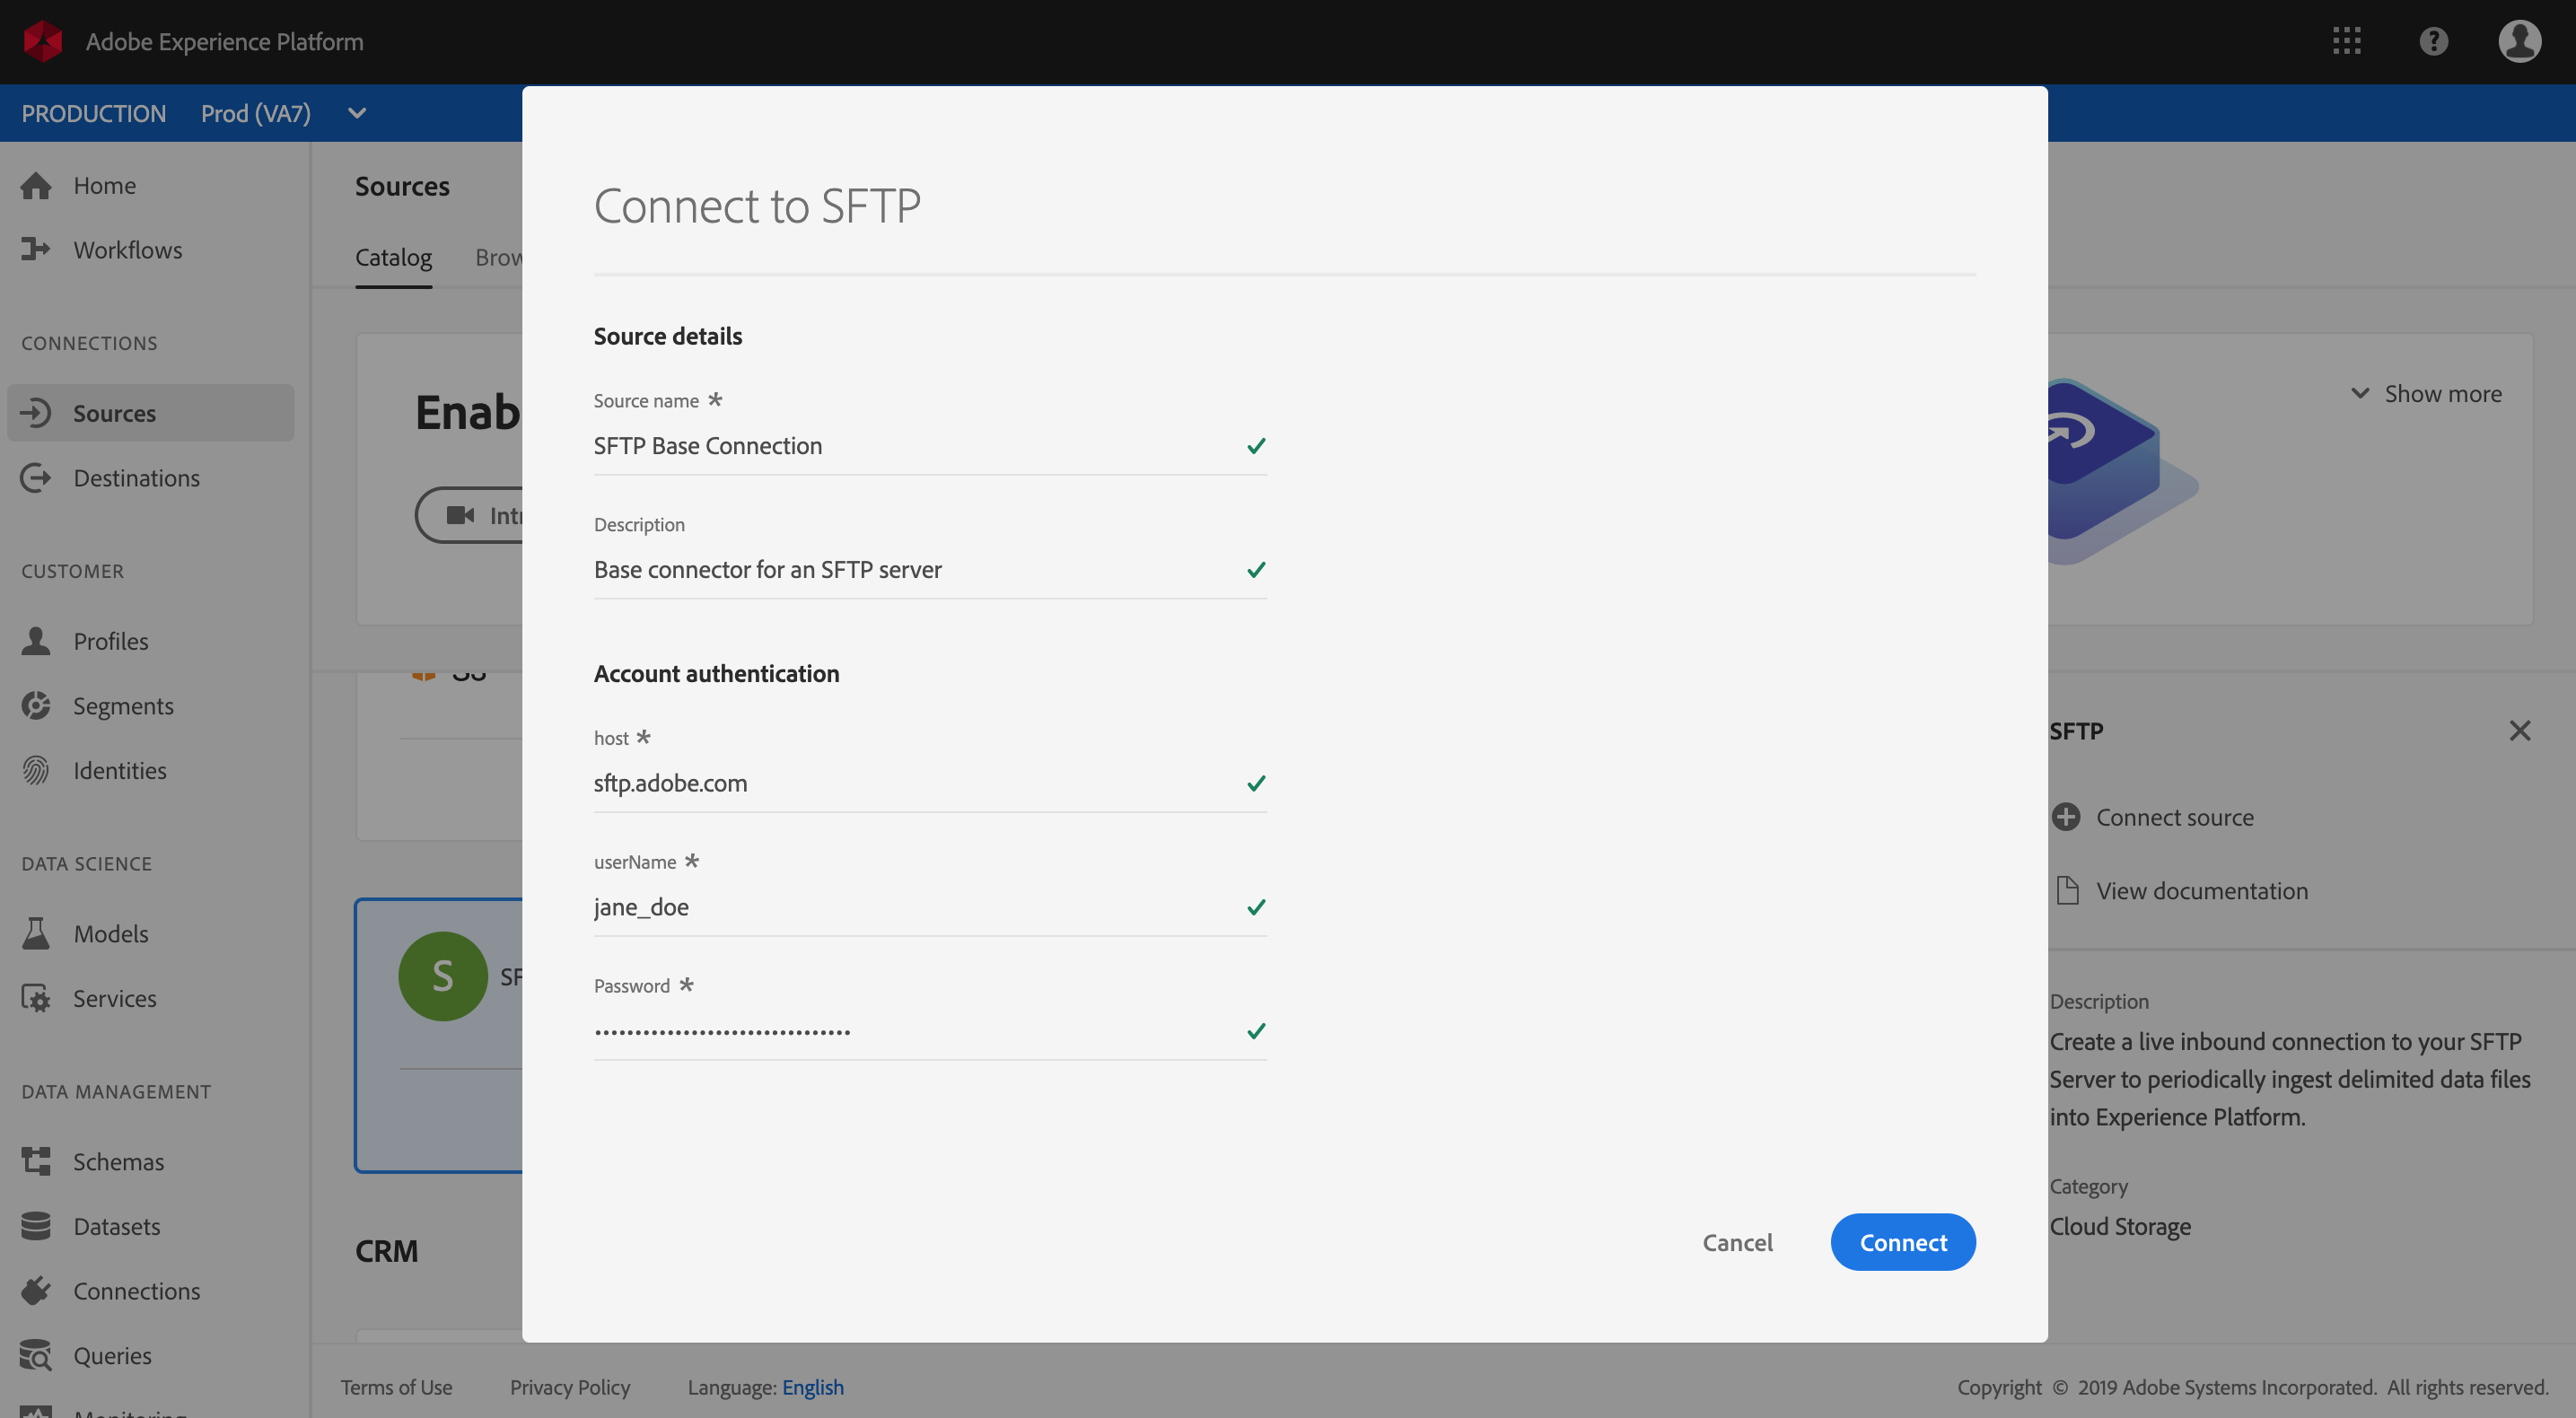 Adobe Experience Platform
PRODUCTION Prod (VA7)
Home
Workflows
CONNECTIONS
Sources
Destinations
CUSTOMER
Profiles
Segments
Identities
DATA SCIENCE
Models
Services
DATA MANAGEMENT
Schemas
Datasets
Connections
Queries
Sources
Catalog Brow
Enab
Int
S SF
CRM
Connect to SFTP
Source details
Source name *
SFTP Base Connection
Description
Base connector for an SFTP server
Account authentication
host *
sftp.adobe.com
userName *
jane_doe
Password *
••••••••••••••••••••••••••••••••
Cancel Connect
Show more
SFTP
Connect source
View documentation
Description
Create a live inbound connection to your SFTP
Server to periodically ingest delimited data files
into Experience Platform.
Category
Cloud Storage
Terms of Use Privacy Policy Language: English
Copyright © 2019 Adobe Systems Incorporated. All rights reserved.